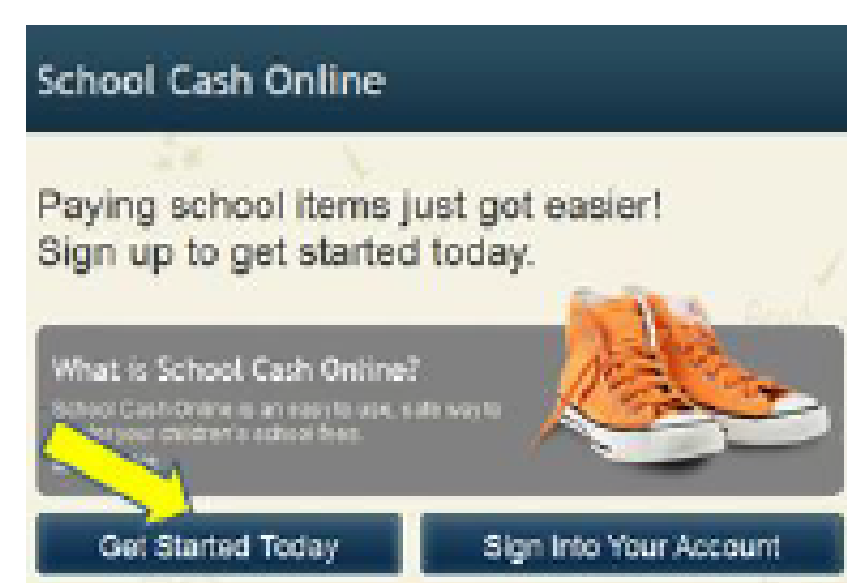 School Cash Online
Paying school items just got easier!
Sign up to get started today.
What is School Cash Online?
School Cash Online is an easy to use, safe way to
for your children's school fees.
Get Started Today
Sign Into Your Account